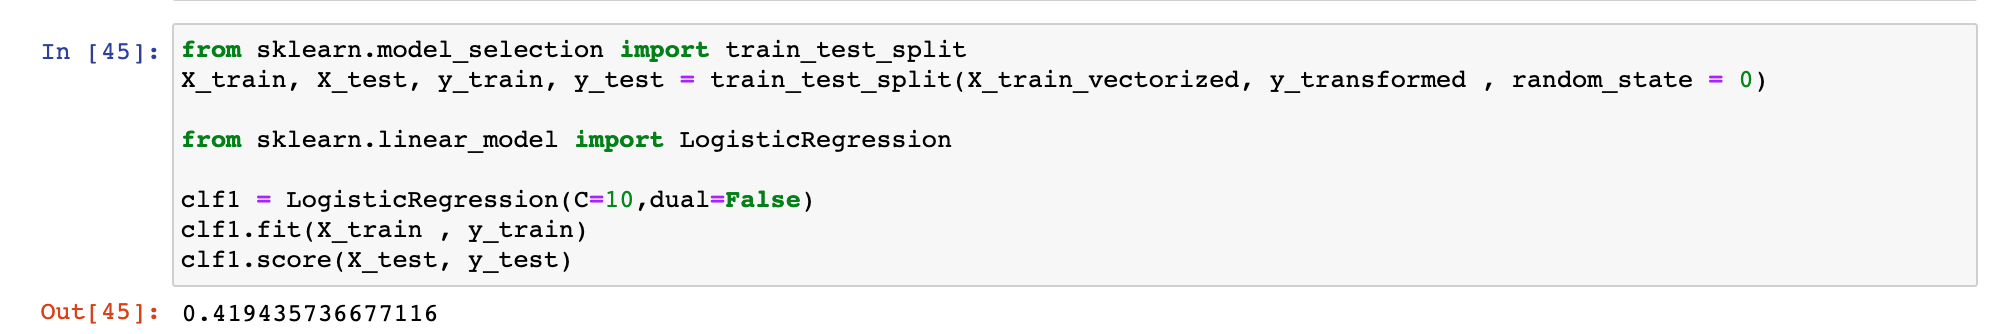 In [45]: from sklearn.model_selection import train_test_split
X_train, X_test, y_train, y_test = train_test_split(X_train_vectorized, y_transformed , random_state = 0)
from sklearn.linear_model import LogisticRegression
clf1 = LogisticRegression(C=10,dual=False)
clf1.fit(X_train , y_train)
clf1.score(X_test, y_test)
Out[45]: 0.419435736677116